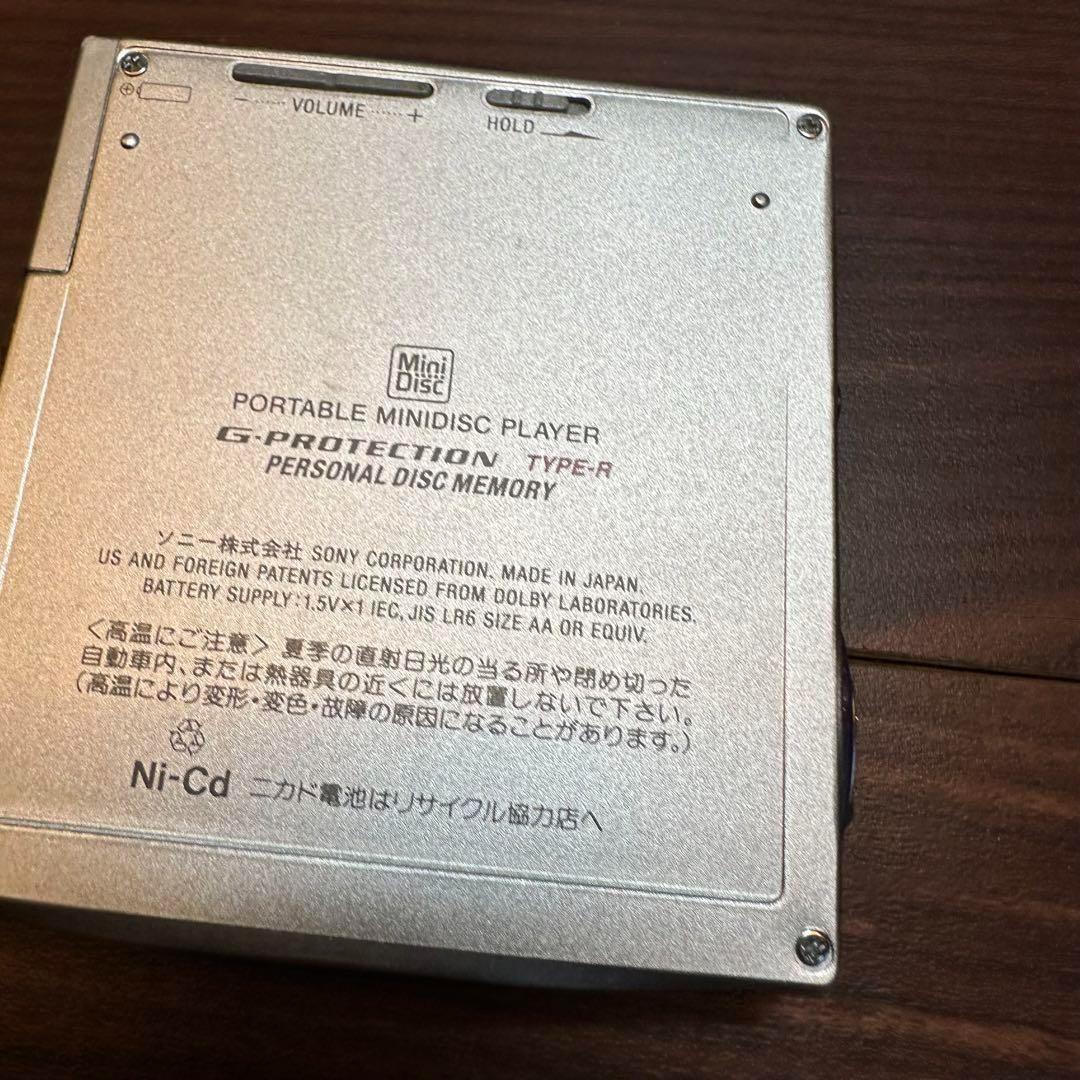 ⊕
- ...... VOLUME ...... +
HOLD
Mini
Disc
PORTABLE MINIDISC PLAYER
G-PROTECTION TYPE-R
PERSONAL DISC MEMORY
ソニー株式会社 SONY CORPORATION. MADE IN JAPAN.
US AND FOREIGN PATENTS LICENSED FROM DOLBY LABORATORIES.
BATTERY SUPPLY:1.5V×1 IEC, JIS LR6 SIZE AA OR EQUIV.
<高温にご注意> 夏季の直射日光の当る所や閉め切った
自動車内、または熱器具の近くには放置しないで下さい。
(高温により変形・変色・故障の原因になることがあります。)
Ni-Cd ニカド電池はリサイクル協力店へ